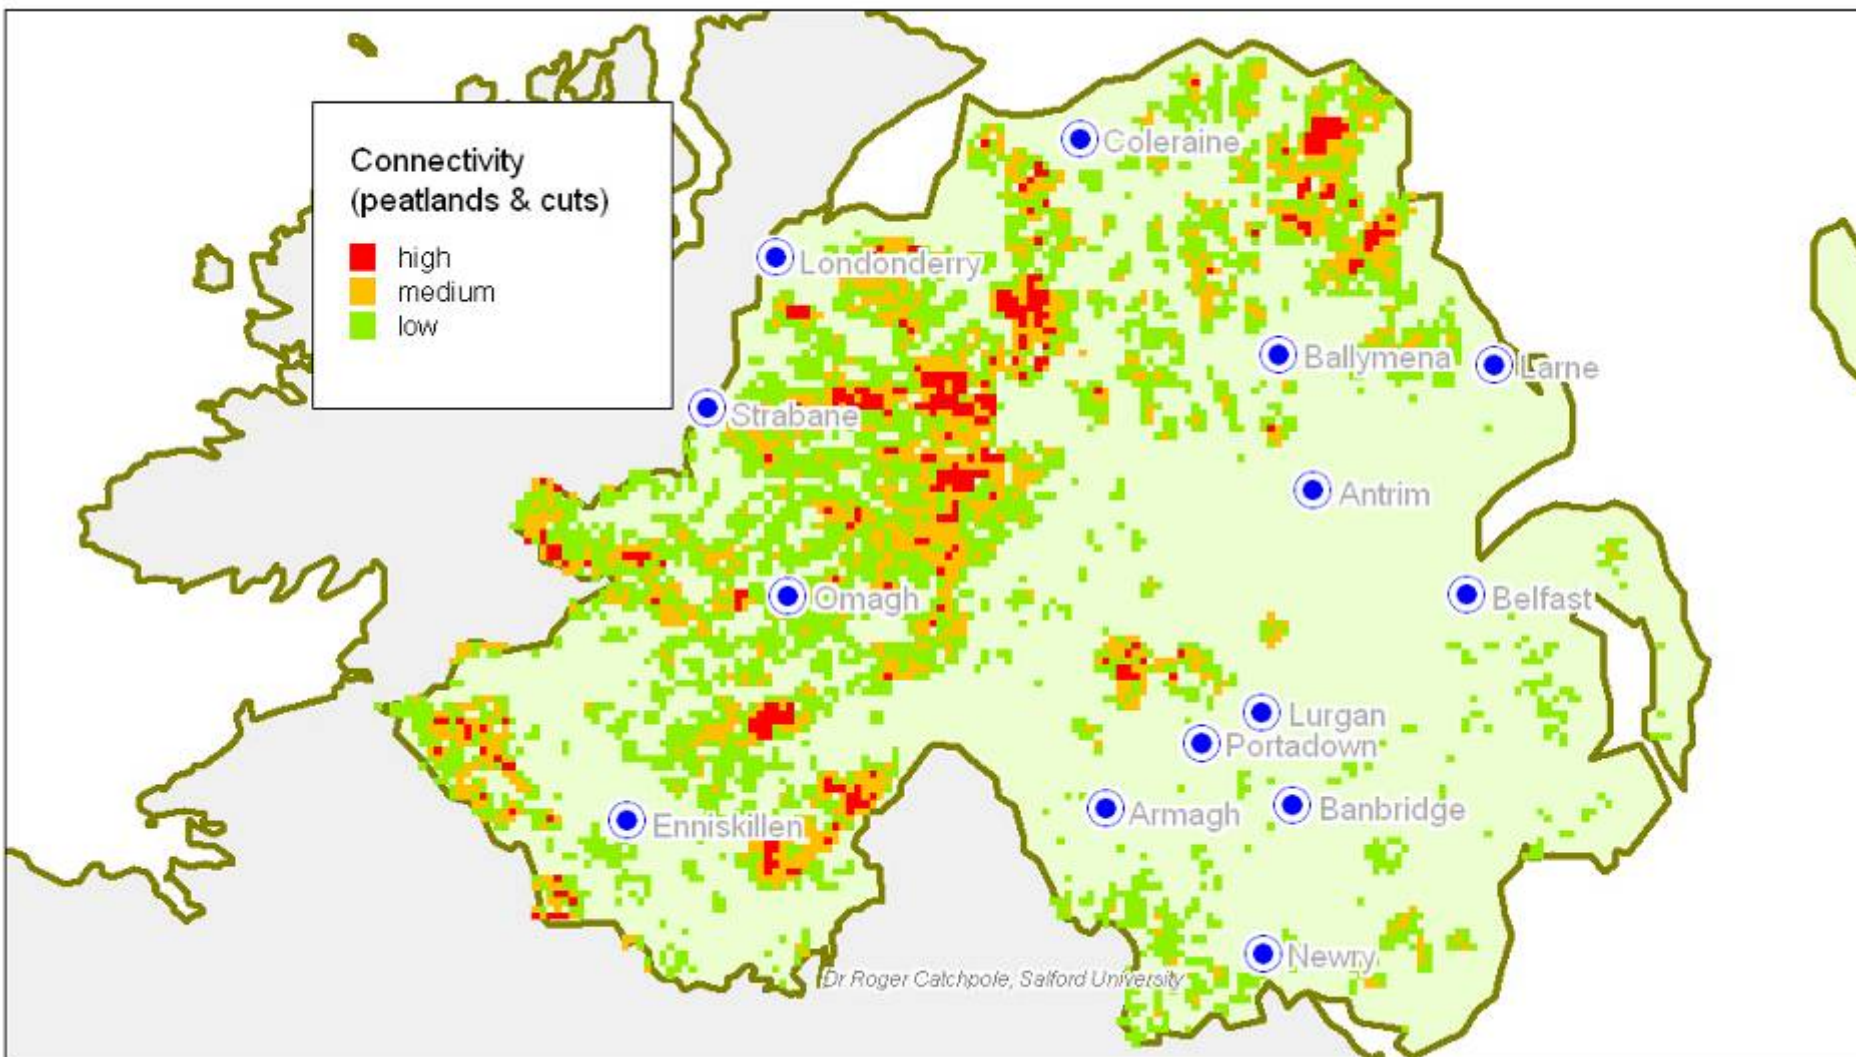 Connectivity
(peatlands & cuts)
high
medium
low
Coleraine
Londonderry
Ballymena
Larne
Strabane
Antrim
Omagh
Belfast
Lurgan
Portadown
Enniskillen
Armagh
Banbridge
Newry
Dr Roger Catchpole, Salford University